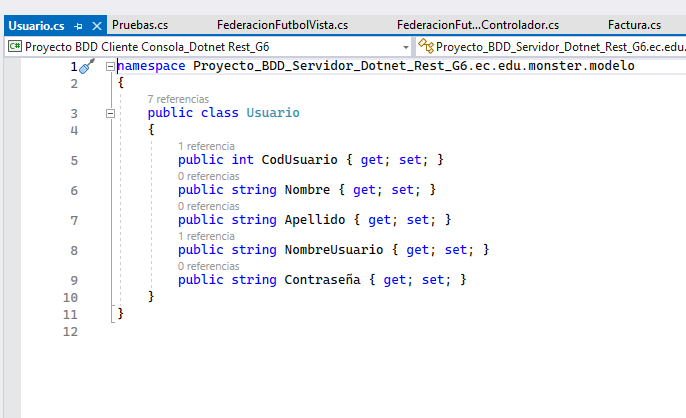 Usuario.cs
Pruebas.cs
FederacionFutbolVista.cs
FederacionFut...Controlador.cs
Factura.cs
C# Proyecto BDD Cliente Consola_Dotnet Rest_G6
Proyecto_BDD_Servidor_Dotnet_Rest_G6.ec.edu.mon
1 namespace Proyecto_BDD_Servidor_Dotnet_Rest_G6.ec.edu.monster.modelo
2 {
7 referencias
3 public class Usuario
4 {
1 referencia
5 public int CodUsuario { get; set; }
0 referencias
6 public string Nombre { get; set; }
0 referencias
7 public string Apellido { get; set; }
1 referencia
8 public string NombreUsuario { get; set; }
0 referencias
9 public string Contraseña { get; set; }
10 }
11 }
12